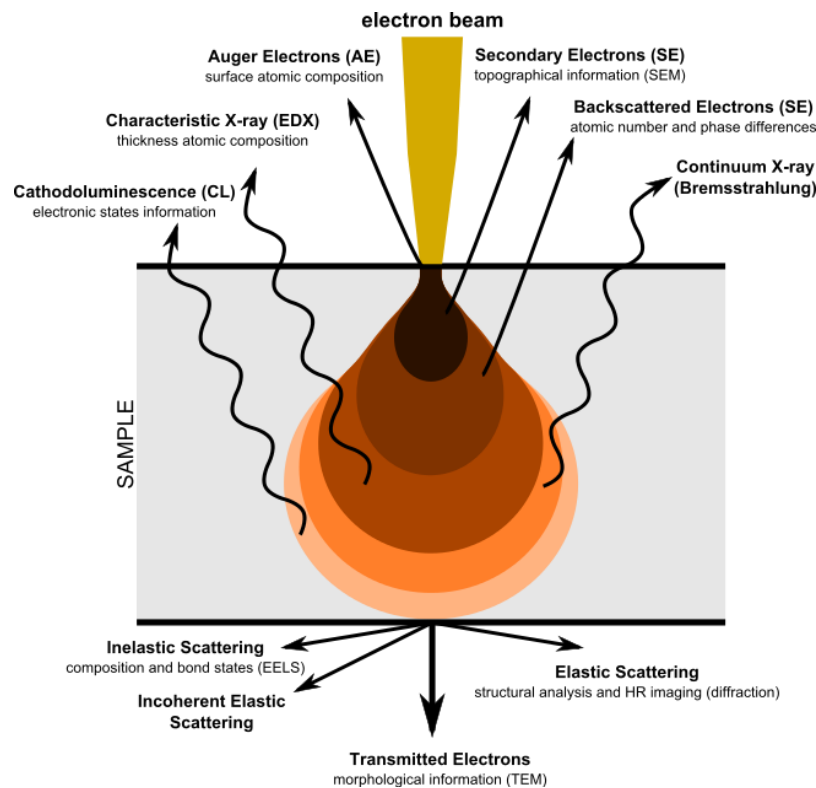 electron beam
Auger Electrons (AE)
surface atomic composition
Secondary Electrons (SE)
topographical information (SEM)
Characteristic X-ray (EDX)
thickness atomic composition
Backscattered Electrons (SE)
atomic number and phase differences
Cathodoluminescence (CL)
electronic states information
Continuum X-ray
(Bremsstrahlung)
SAMPLE
Inelastic Scattering
composition and bond states (EELS)
Incoherent Elastic
Scattering
Elastic Scattering
structural analysis and HR imaging (diffraction)
Transmitted Electrons
morphological information (TEM)